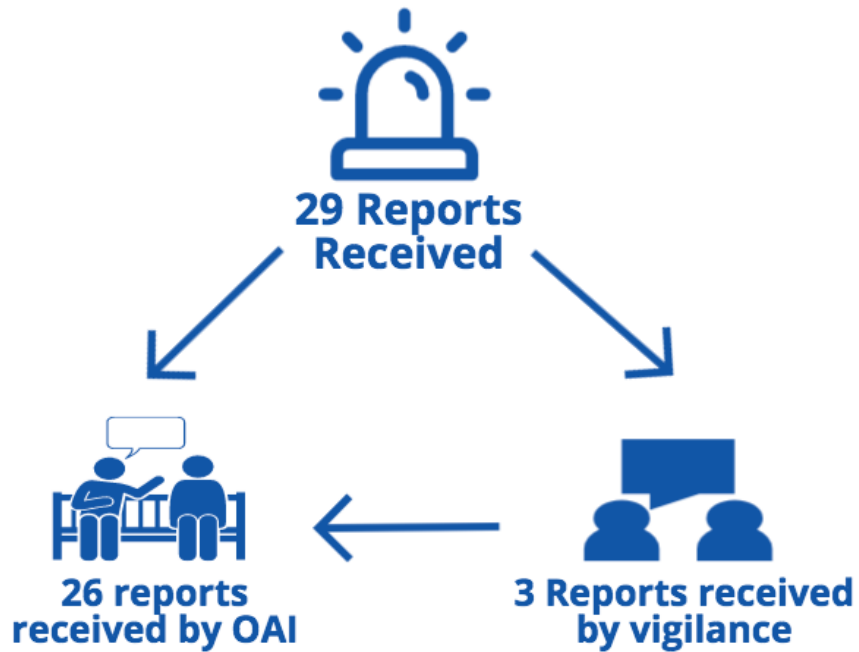 29 Reports
Received
26 reports
received by OAI
3 Reports received
by vigilance